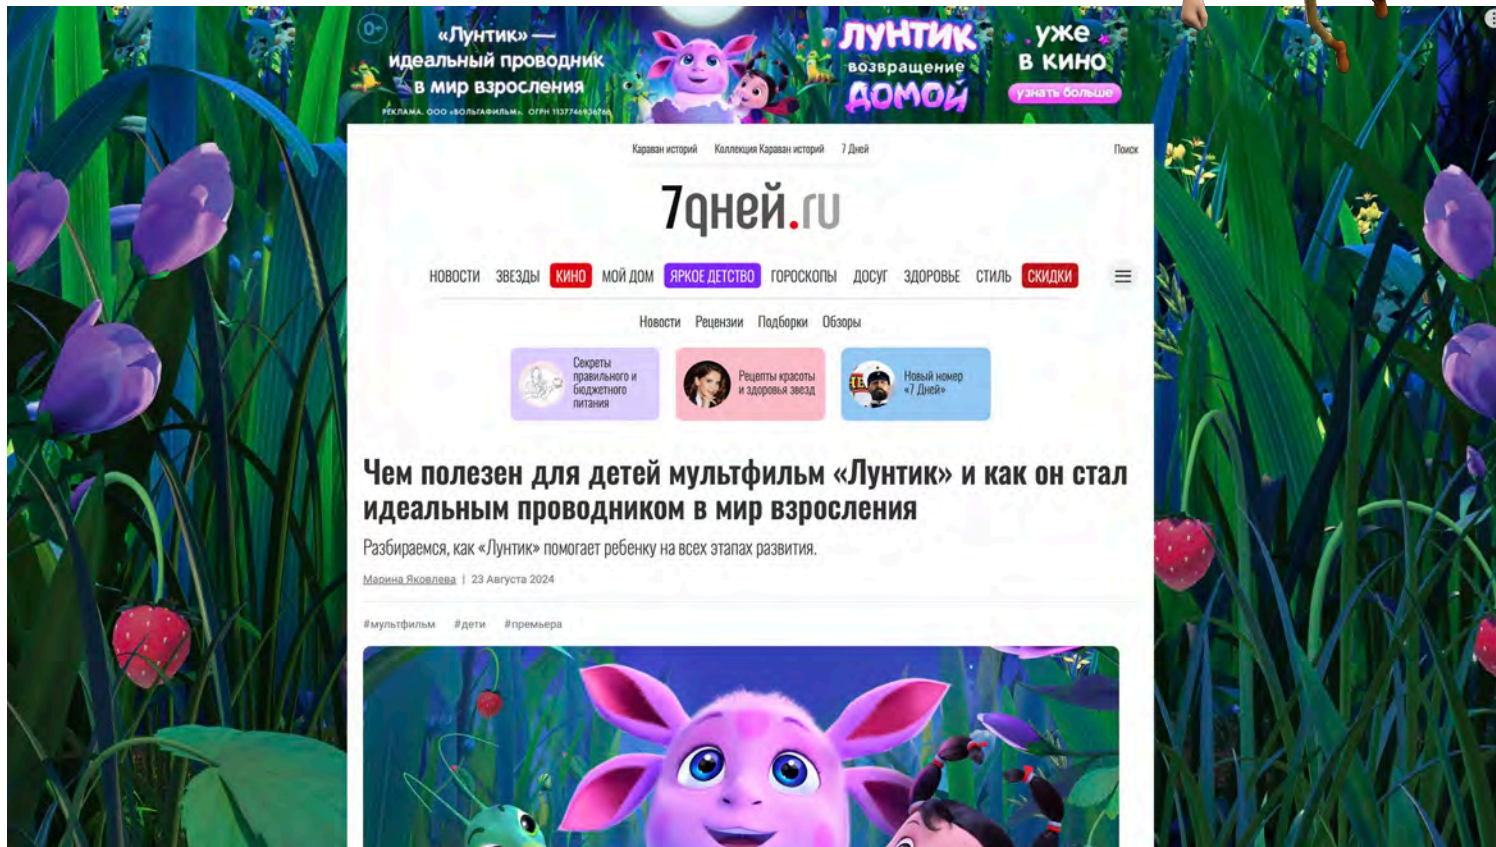 0+
«Лунтик» —
идеальный проводник
в мир взросления
РЕКЛАМА. ООО «ВОЛЬГАФИЛЬМ». ОГРН 1137746936766
ЛУНТИК
возвращение
ДОМОЙ
уже
в кино
узнать больше
Караван историй Коллекция Караван историй 7 Дней Поиск
7дней.ru
НОВОСТИ ЗВЕЗДЫ КИНО МОЙ ДОМ ЯРКОЕ ДЕТСТВО ГОРОСКОПЫ ДОСУГ ЗДОРОВЬЕ СТИЛЬ СКИДКИ
Новости Рецензии Подборки Обзоры
Секреты
правильного и
бюджетного
питания
Рецепты красоты
и здоровья звезд
Новый номер
«7 Дней»
Чем полезен для детей мультфильм «Лунтик» и как он стал
идеальным проводником в мир взросления
Разбираемся, как «Лунтик» помогает ребенку на всех этапах развития.
Марина Яковлева | 23 Августа 2024
#мультфильм #дети #премьера